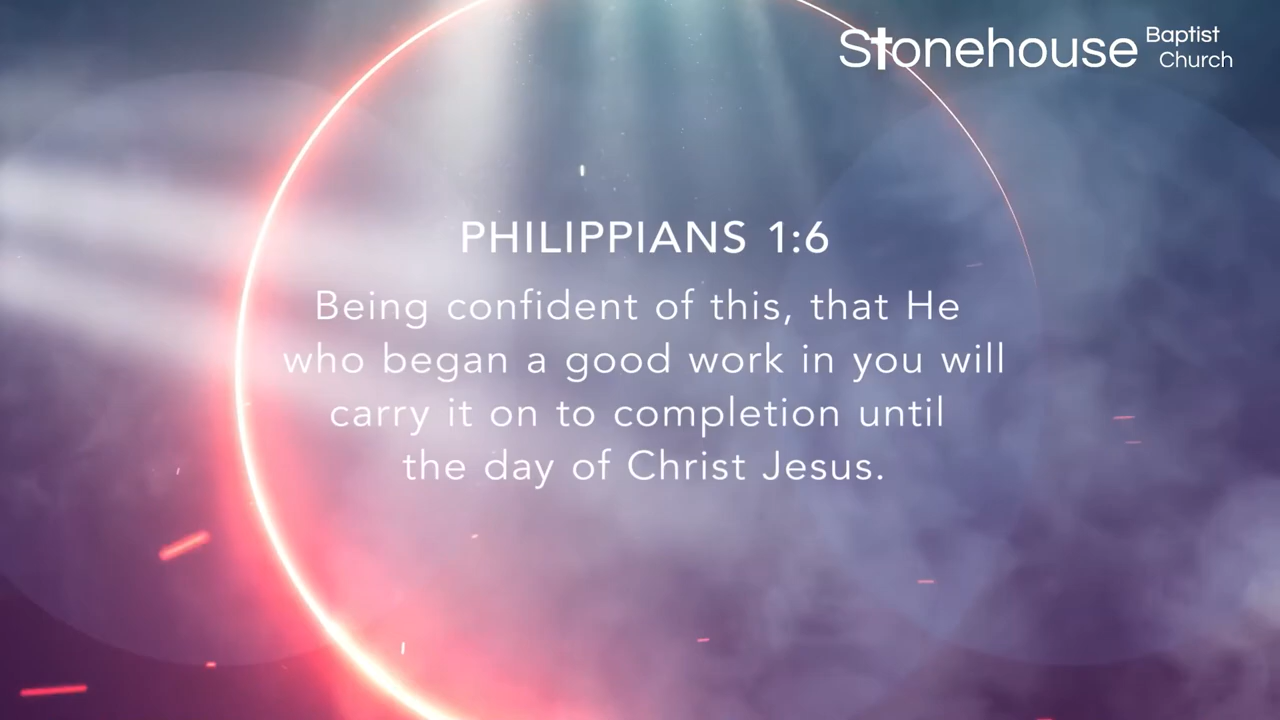 Stonehouse Baptist
Church
PHILIPPIANS 1:6
Being confident of this, that He
who began a good work in you will
carry it on to completion until
the day of Christ Jesus.